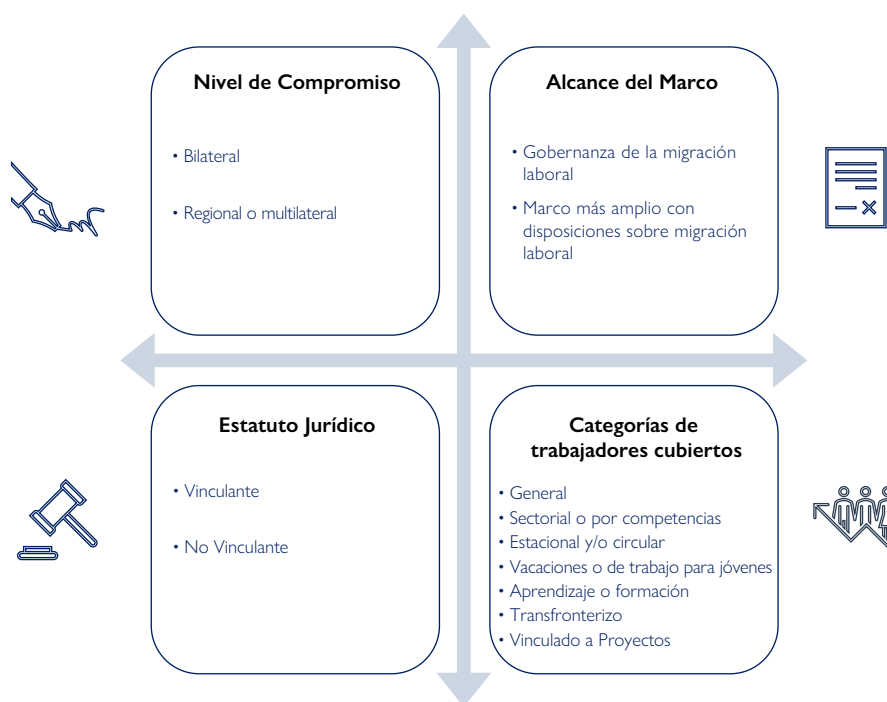 Nivel de Compromiso
• Bilateral
• Regional o multilateral
Alcance del Marco
• Gobernanza de la migración
laboral
• Marco más amplio con
disposiciones sobre migración
laboral
Estatuto Jurídico
• Vinculante
• No Vinculante
Categorías de
trabajadores cubiertos
• General
• Sectorial o por competencias
• Estacional y/o circular
• Vacaciones o de trabajo para jóvenes
• Aprendizaje o formación
• Transfronterizo
• Vinculado a Proyectos